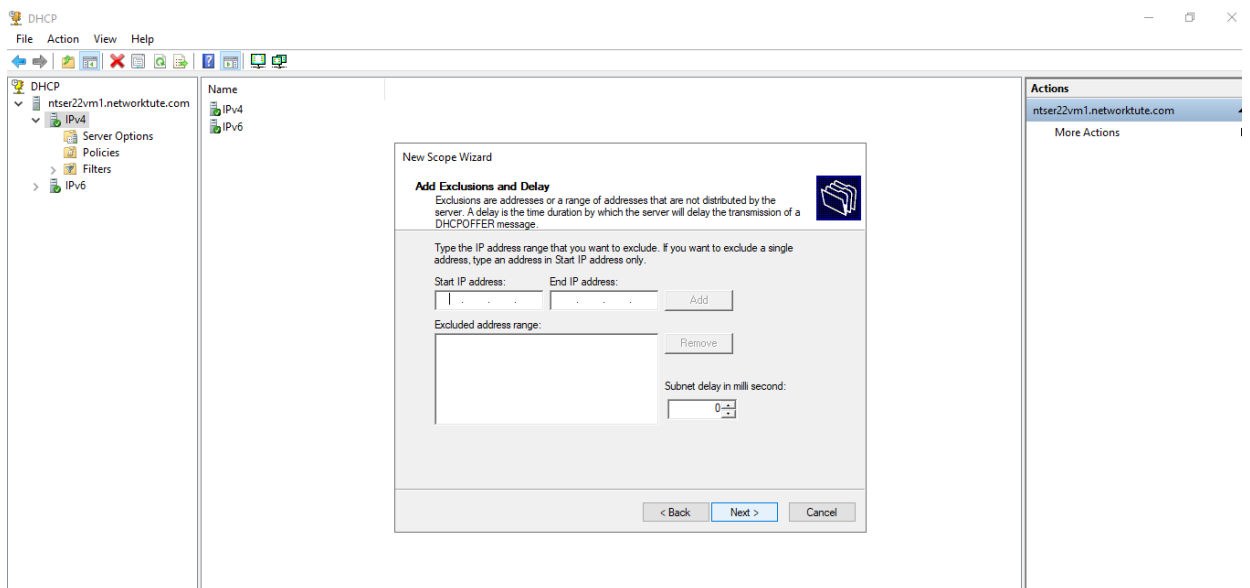 DHCP
File Action View Help
DHCP
ntser22vm1.networktute.com
IPv4
Server Options
Policies
Filters
IPv6
Name
IPv4
IPv6
New Scope Wizard
Add Exclusions and Delay
Exclusions are addresses or a range of addresses that are not distributed by the
server. A delay is the time duration by which the server will delay the transmission of a
DHCPOFFER message.
Type the IP address range that you want to exclude. If you want to exclude a single
address, type an address in Start IP address only.
Start IP address: End IP address:
. . . . . . Add
Excluded address range:
Remove
Subnet delay in milli second:
0
< Back Next > Cancel
Actions
ntser22vm1.networktute.com
More Actions